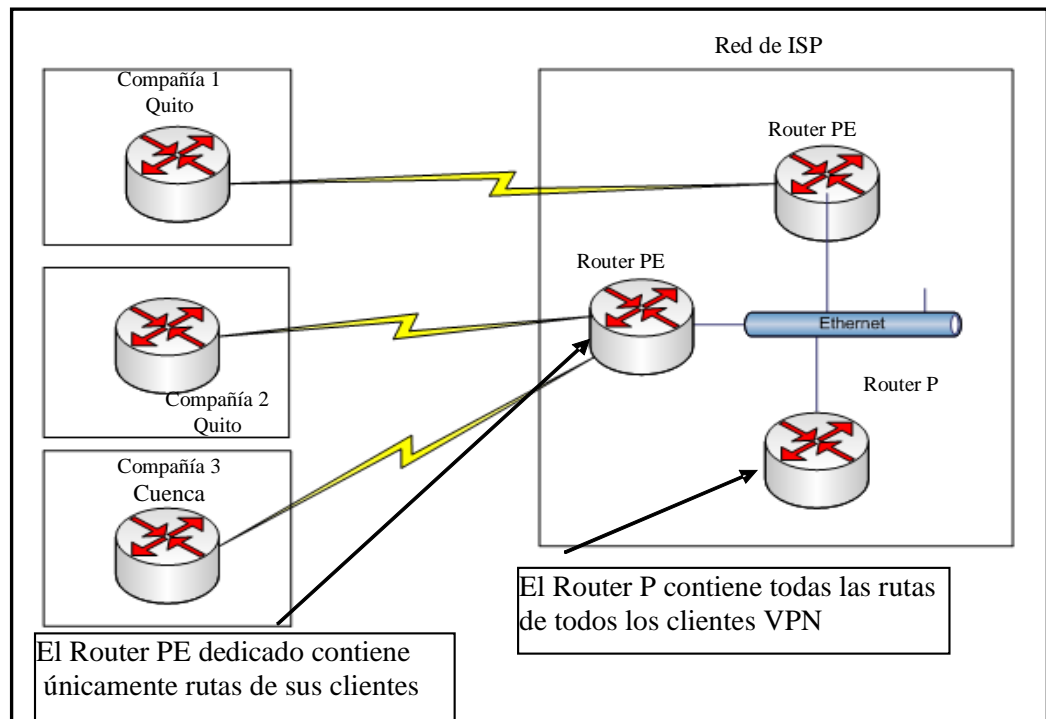 Red de ISP
Compañía 1
Quito
Router PE
Router PE
Ethernet
Compañía 2
Quito
Router P
Compañía 3
Cuenca
El Router P contiene todas las rutas
de todos los clientes VPN
El Router PE dedicado contiene
únicamente rutas de sus clientes